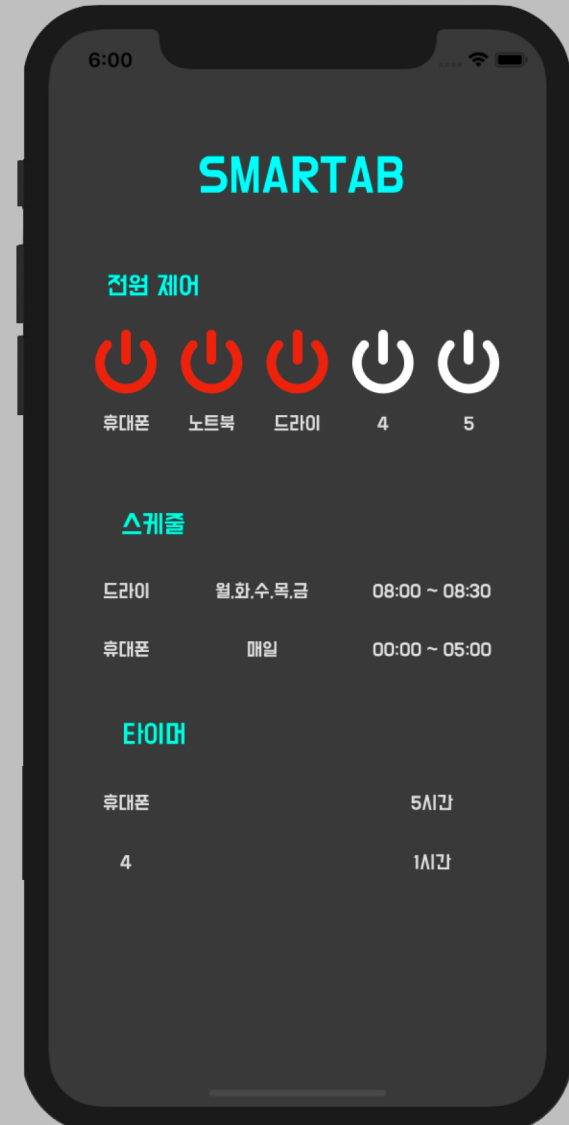 6:00
SMARTAB
전원 제어
휴대폰 노트북 드라이 4 5
스케줄
드라이 월,화,수,목,금 08:00 ~ 08:30
휴대폰 매일 00:00 ~ 05:00
타이머
휴대폰 5시간
4 1시간